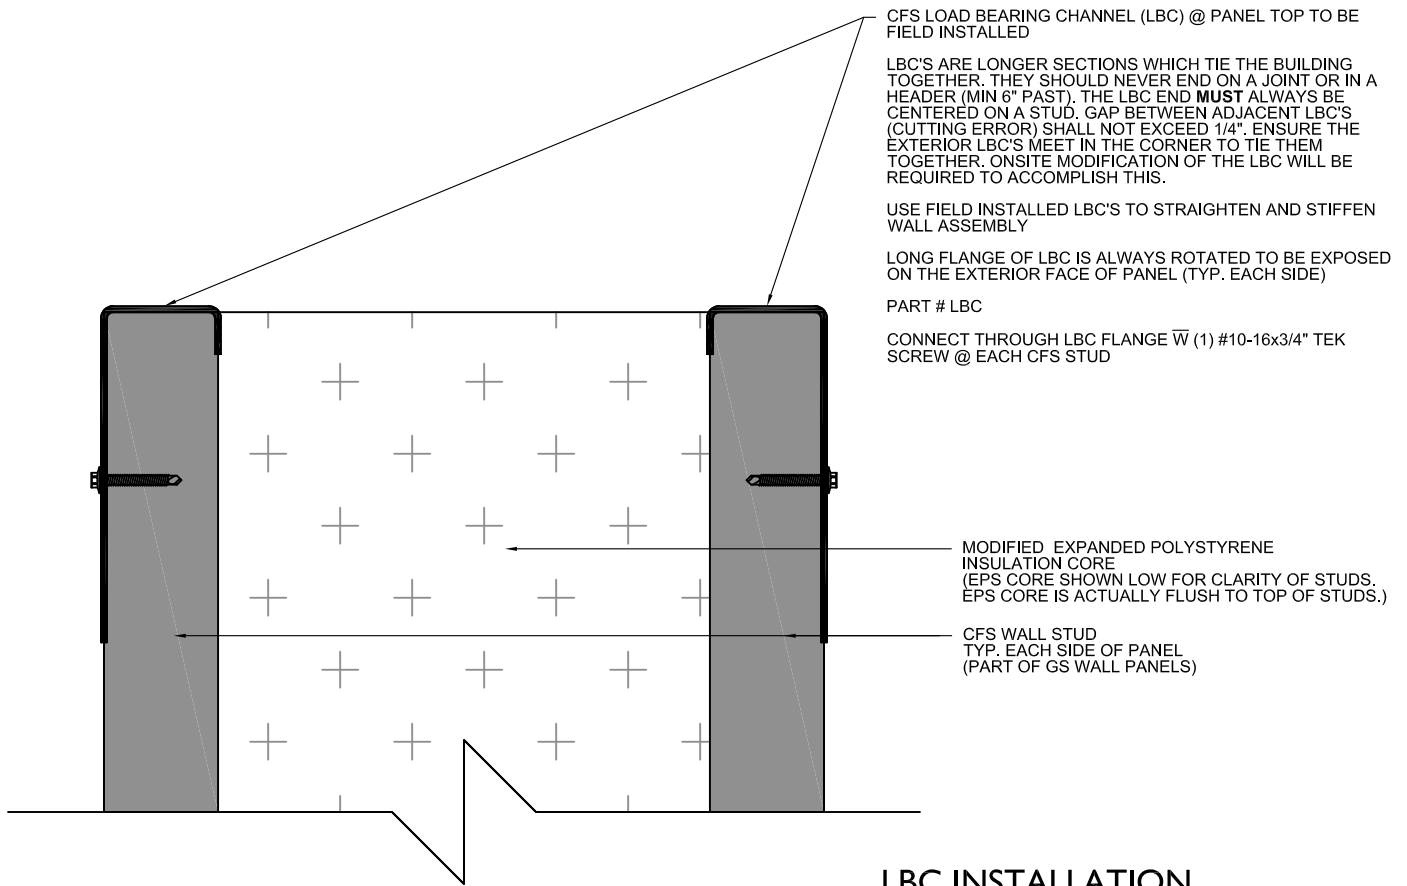 CFS LOAD BEARING CHANNEL (LBC) @ PANEL TOP TO BE
FIELD INSTALLED
LBC'S ARE LONGER SECTIONS WHICH TIE THE BUILDING
TOGETHER. THEY SHOULD NEVER END ON A JOINT OR IN A
HEADER (MIN 6" PAST). THE LBC END MUST ALWAYS BE
CENTERED ON A STUD. GAP BETWEEN ADJACENT LBC'S
(CUTTING ERROR) SHALL NOT EXCEED 1/4". ENSURE THE
EXTERIOR LBC'S MEET IN THE CORNER TO TIE THEM
TOGETHER. ONSITE MODIFICATION OF THE LBC WILL BE
REQUIRED TO ACCOMPLISH THIS.
USE FIELD INSTALLED LBC'S TO STRAIGHTEN AND STIFFEN
WALL ASSEMBLY
LONG FLANGE OF LBC IS ALWAYS ROTATED TO BE EXPOSED
ON THE EXTERIOR FACE OF PANEL (TYP. EACH SIDE)
PART # LBC
CONNECT THROUGH LBC FLANGE W̅ (1) #10-16x3/4" TEK
SCREW @ EACH CFS STUD
MODIFIED EXPANDED POLYSTYRENE
INSULATION CORE
(EPS CORE SHOWN LOW FOR CLARITY OF STUDS.
EPS CORE IS ACTUALLY FLUSH TO TOP OF STUDS.)
CFS WALL STUD
TYP. EACH SIDE OF PANEL
(PART OF GS WALL PANELS)
LBC INSTALLATION